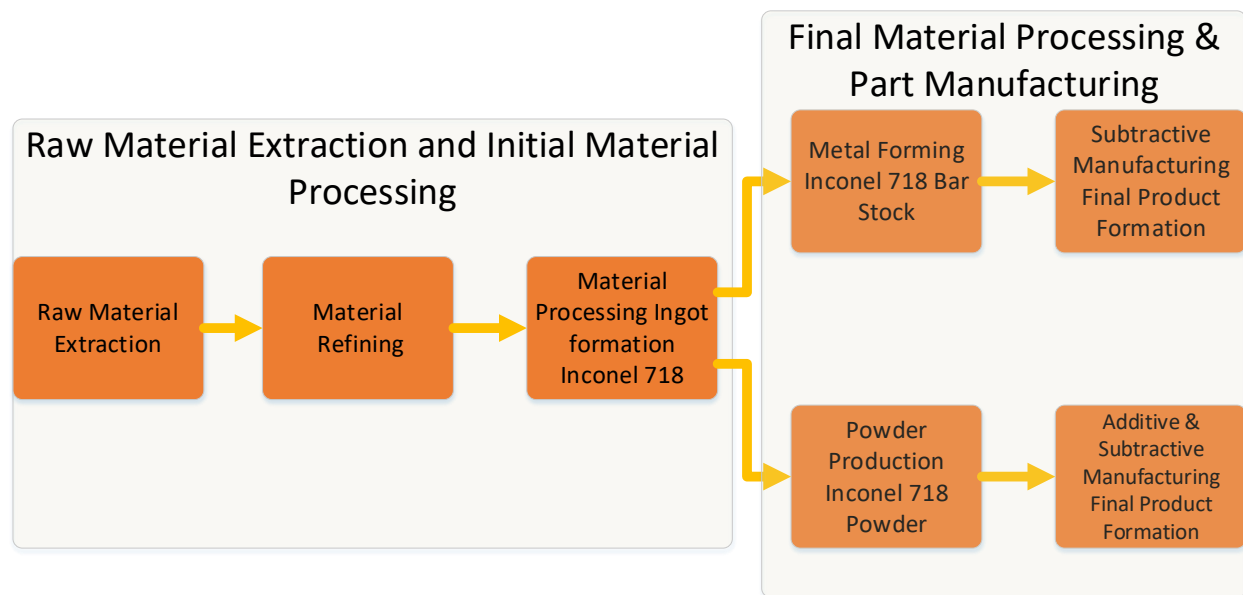 Raw Material Extraction and Initial Material
Processing
Raw Material
Extraction
Material
Refining
Material
Processing Ingot
formation
Inconel 718
Final Material Processing &
Part Manufacturing
Metal Forming
Inconel 718 Bar
Stock
Subtractive
Manufacturing
Final Product
Formation
Powder
Production
Inconel 718
Powder
Additive &
Subtractive
Manufacturing
Final Product
Formation